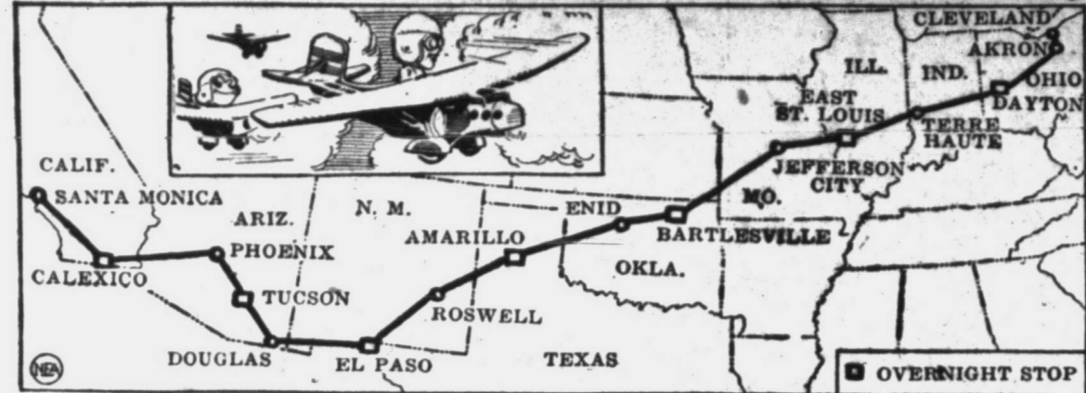 CLEVELAND
AKRON
ILL.
IND.
OHIO
DAYTON
EAST
ST. LOUIS
TERRE
HAUTE
JEFFERSON
CITY
CALIF.
SANTA MONICA
ARIZ.
N. M.
ENID
MO.
BARTLESVILLE
PHOENIX
AMARILLO
OKLA.
CALEXICO
TUCSON
ROSWELL
DOUGLAS
EL PASO
TEXAS
NEA
OVERNIGHT STOP